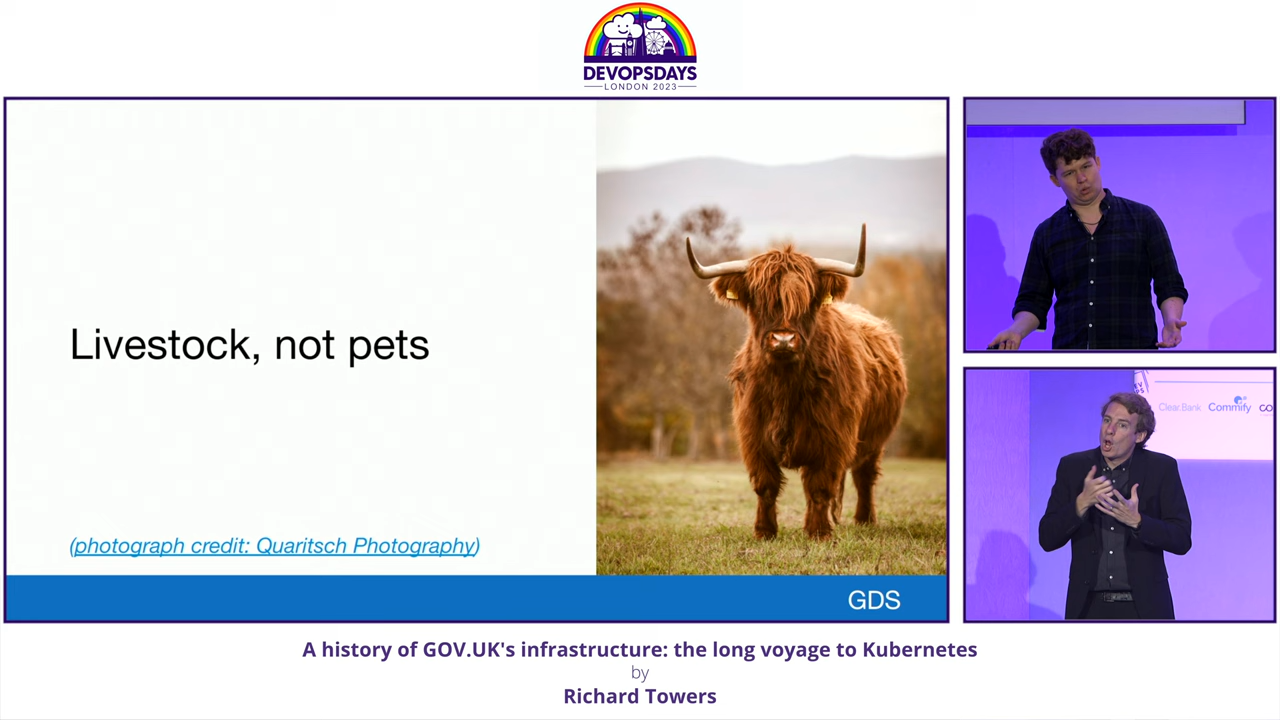 DEVOPSDAYS
LONDON 2023
Livestock, not pets
(photograph credit: Quaritsch Photography)
GDS
Clear.Bank
Commify
A history of GOV.UK's infrastructure: the long voyage to Kubernetes
by
Richard Towers